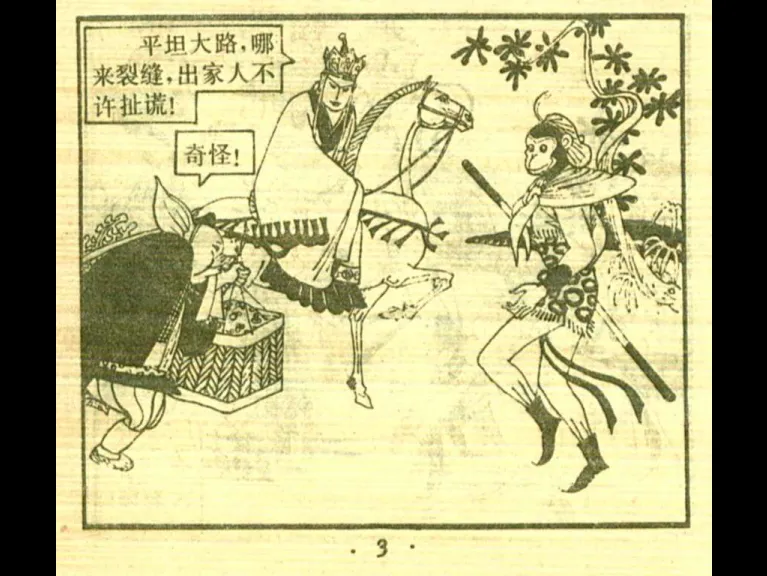 平坦大路，哪
来裂缝，出家人不
许扯谎！
奇怪！
· 3 ·